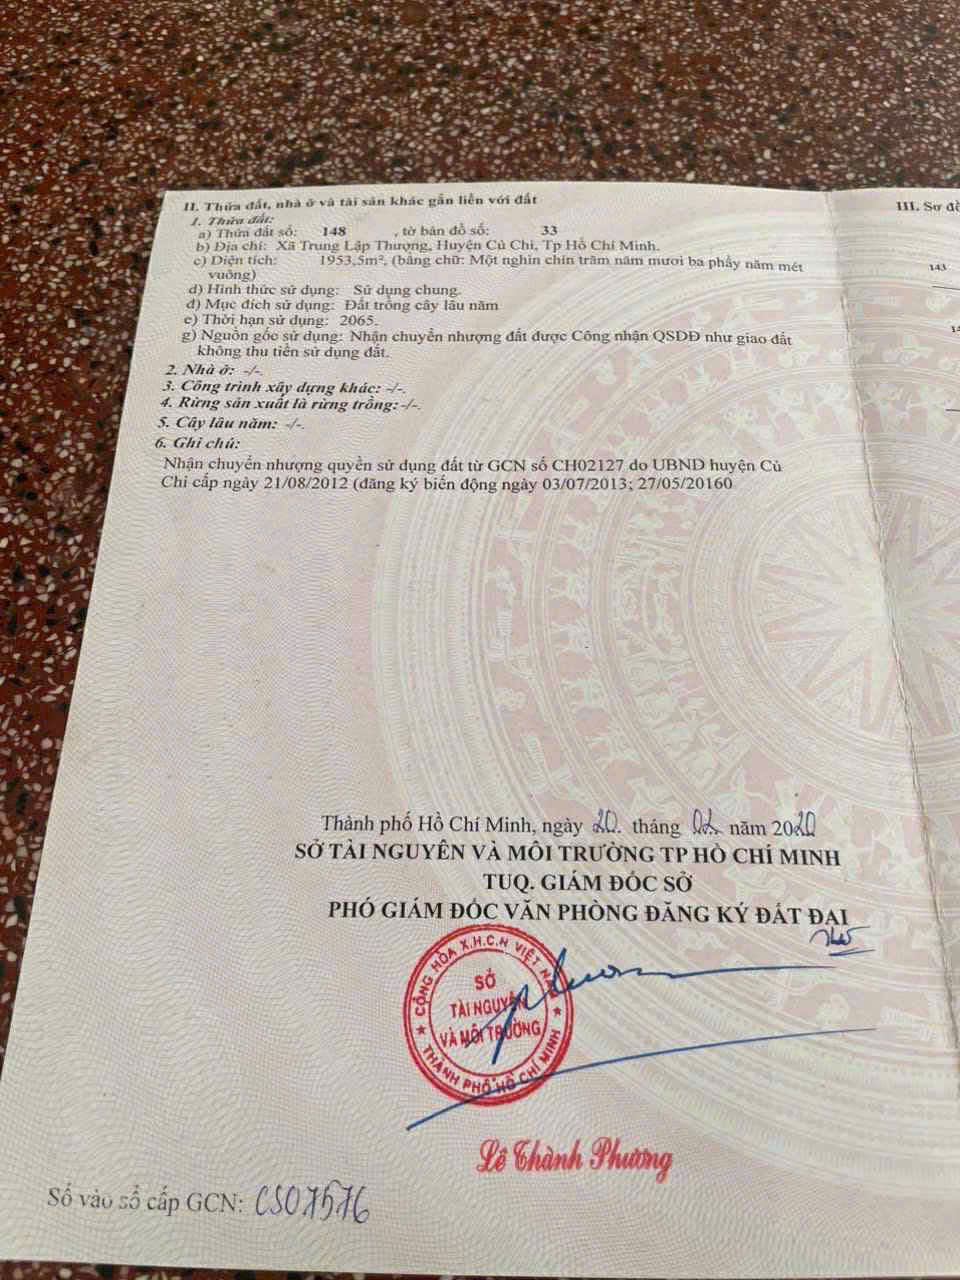 II. Thửa đất, nhà ở và tài sản khác gắn liền với đất
III. Sơ đồ
1. Thửa đất:
a) Thửa đất số: 148 , tờ bản đồ số: 33
b) Địa chỉ: Xã Trung Lập Thượng, Huyện Củ Chi, Tp Hồ Chí Minh.
c) Diện tích: 1953,5m², (bằng chữ: Một nghìn chín trăm năm mươi ba phẩy năm mét
vuông)
143
d) Hình thức sử dụng: Sử dụng chung.
đ) Mục đích sử dụng: Đất trồng cây lâu năm
e) Thời hạn sử dụng: 2065.
g) Nguồn gốc sử dụng: Nhận chuyển nhượng đất được Công nhận QSDĐ như giao đất
không thu tiền sử dụng đất.
2. Nhà ở: -/-.
3. Công trình xây dựng khác: -/-.
4. Rừng sản xuất là rừng trồng:-/-.
5. Cây lâu năm: -/-.
6. Ghi chú:
Nhận chuyển nhượng quyền sử dụng đất từ GCN số CH02127 do UBND huyện Củ
Chi cấp ngày 21/08/2012 (đăng ký biến động ngày 03/07/2013; 27/05/20160
Thành phố Hồ Chí Minh, ngày 20. tháng 02 năm 2020
SỞ TÀI NGUYÊN VÀ MÔI TRƯỜNG TP HỒ CHÍ MINH
TUQ. GIÁM ĐỐC SỞ
PHÓ GIÁM ĐỐC VĂN PHÒNG ĐĂNG KÝ ĐẤT ĐAI
CỘNG HÒA X.H.C.N VIỆT NAM
SỞ
TÀI NGUYÊN
VÀ MÔI TRƯỜNG
THÀNH PHỐ HỒ CHÍ MINH
Lê Thành Phương
Số vào sổ cấp GCN: CS07576